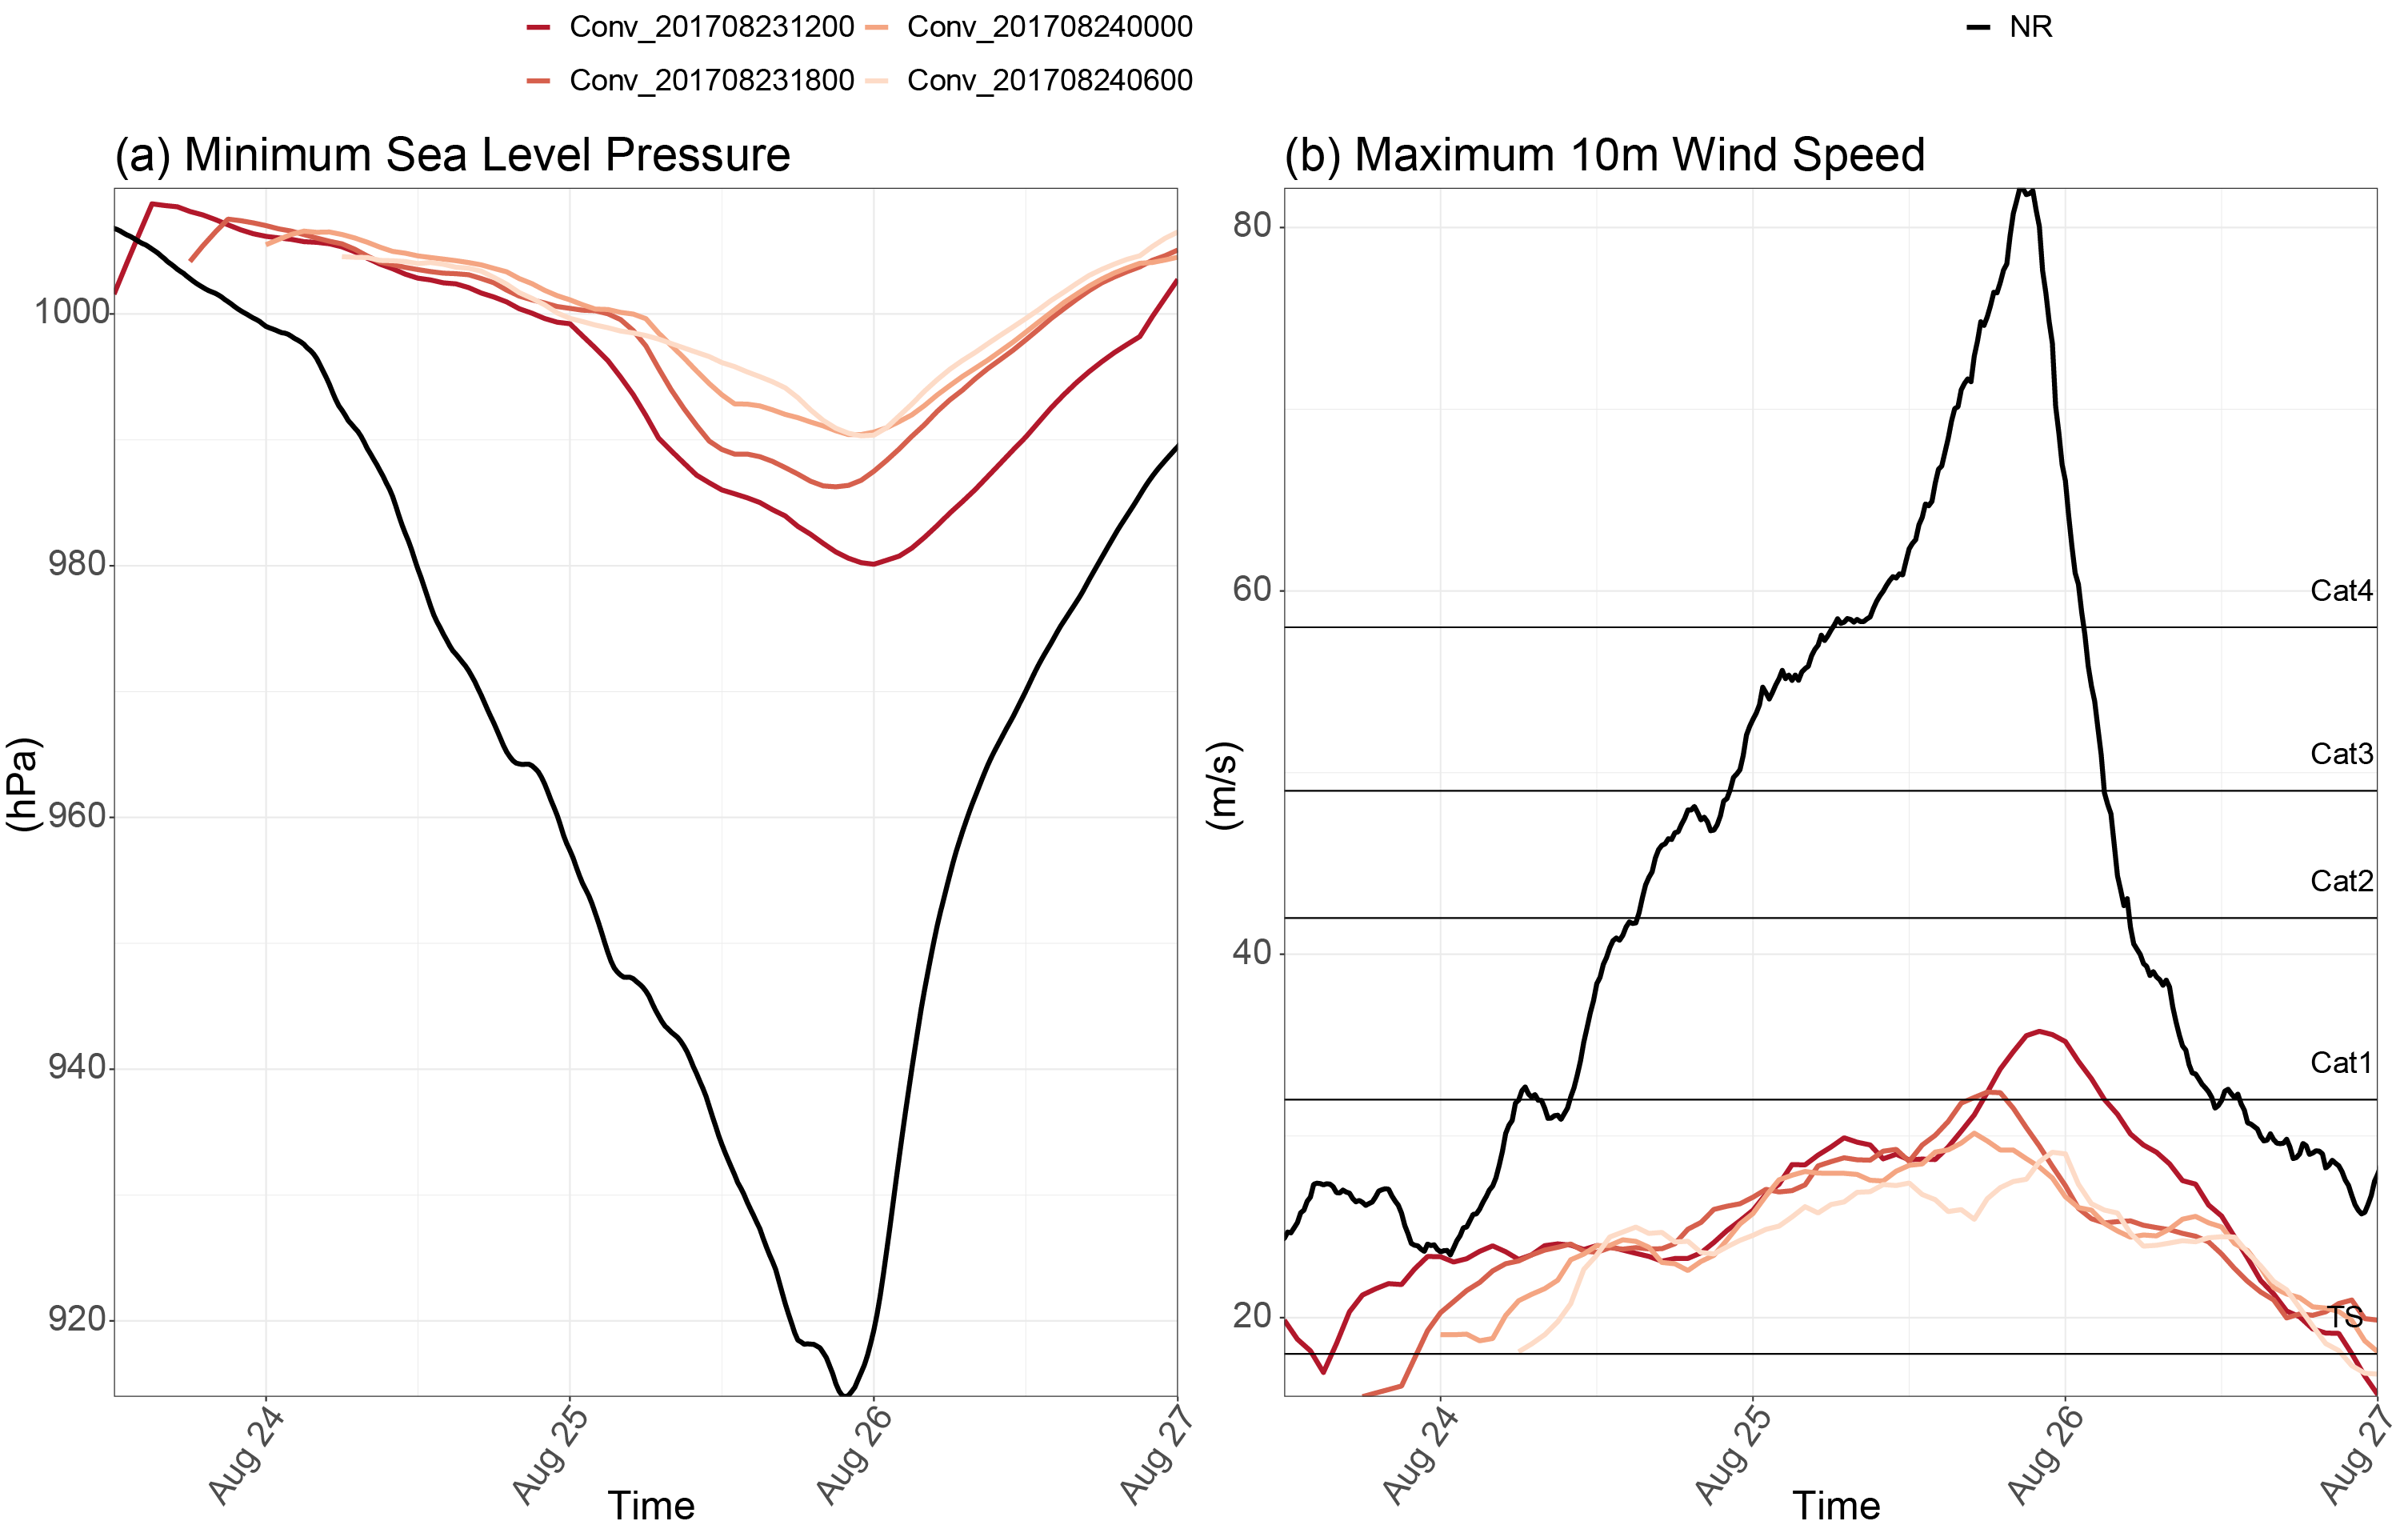 Conv_201708231200 Conv_201708240000 NR
Conv_201708231800 Conv_201708240600
(a) Minimum Sea Level Pressure
(b) Maximum 10m Wind Speed
1000
980
960
940
920
(hPa)
Aug 24
Aug 25
Aug 26
Aug 27
Time
80
60
40
20
(m/s)
Cat4
Cat3
Cat2
Cat1
TS
Aug 24
Aug 25
Aug 26
Aug 27
Time